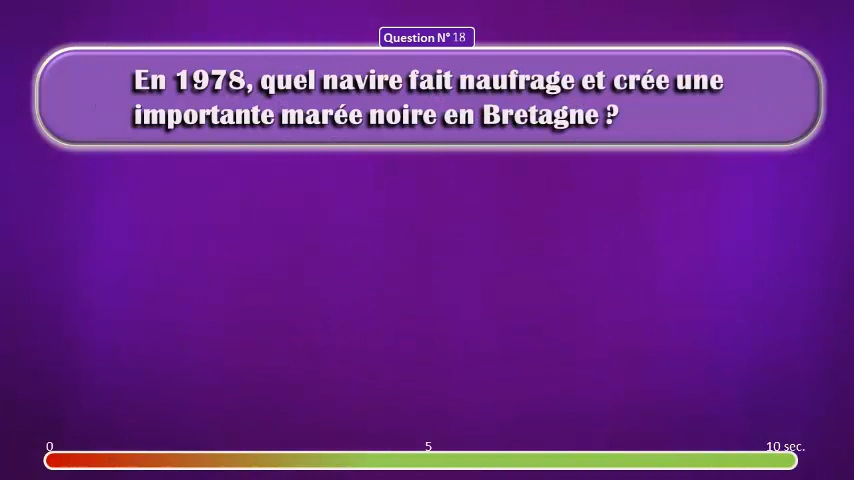 Question N° 18
En 1978, quel navire fait naufrage et crée une
importante marée noire en Bretagne ?
0 5 10 sec.